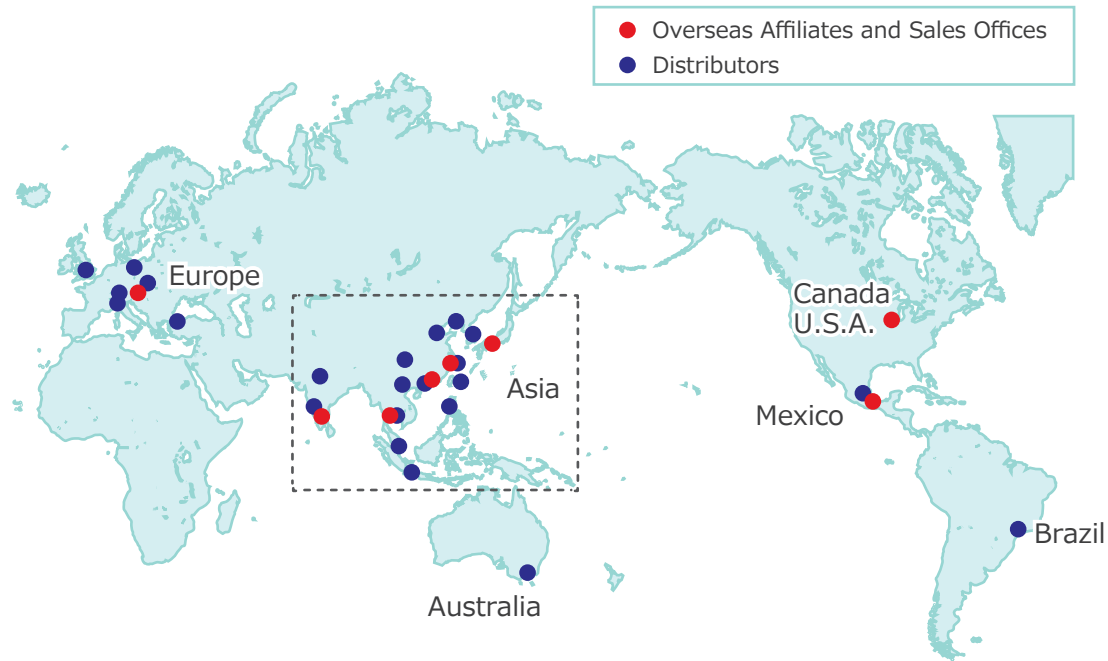 Overseas Affiliates and Sales Offices
Distributors
Europe
Canada
U.S.A.
Asia
Mexico
Brazil
Australia